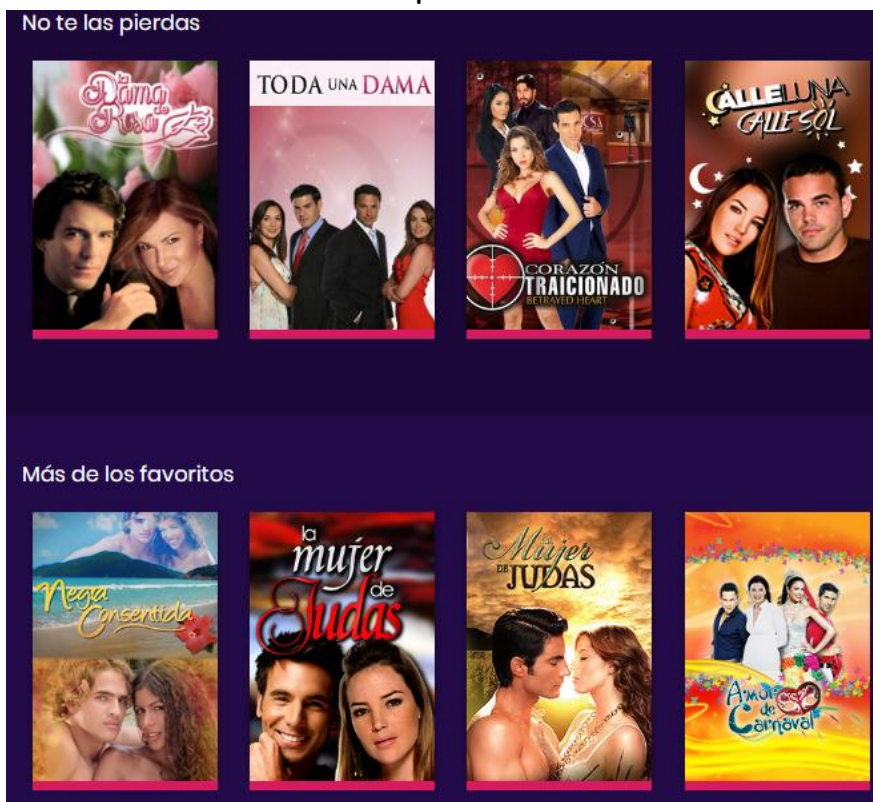 No te las pierdas
la
Dama
de
Rosa
TODA UNA DAMA
CORAZÓN
TRAICIONADO
BETRAYED HEART
CALLE LUNA
CALLE SOL
Más de los favoritos
Negra
Consentida
la
mujer
de
Judas
La
Mujer
DE JUDAS
Amor
de
Carnaval